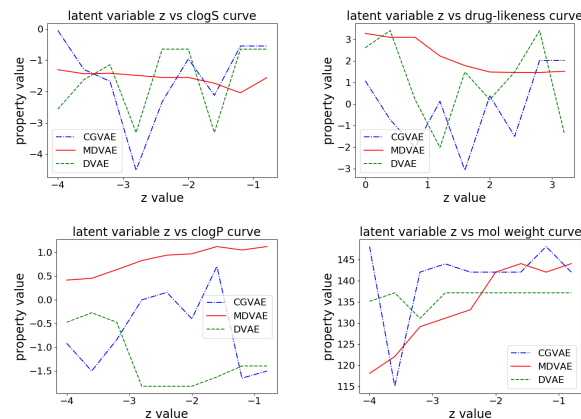 latent variable z vs clogS curve
property value
0
−1
−2
−3
−4
CGVAE
MDVAE
DVAE
−4
−3
−2
−1
z value
latent variable z vs drug-likeness curve
property value
3
2
1
0
−1
−2
−3
CGVAE
MDVAE
DVAE
0
1
2
3
z value
latent variable z vs clogP curve
property value
1.0
0.5
0.0
−0.5
−1.0
−1.5
CGVAE
MDVAE
DVAE
−4
−3
−2
−1
z value
latent variable z vs mol weight curve
property value
145
140
135
130
125
120
115
CGVAE
MDVAE
DVAE
−4
−3
−2
−1
z value